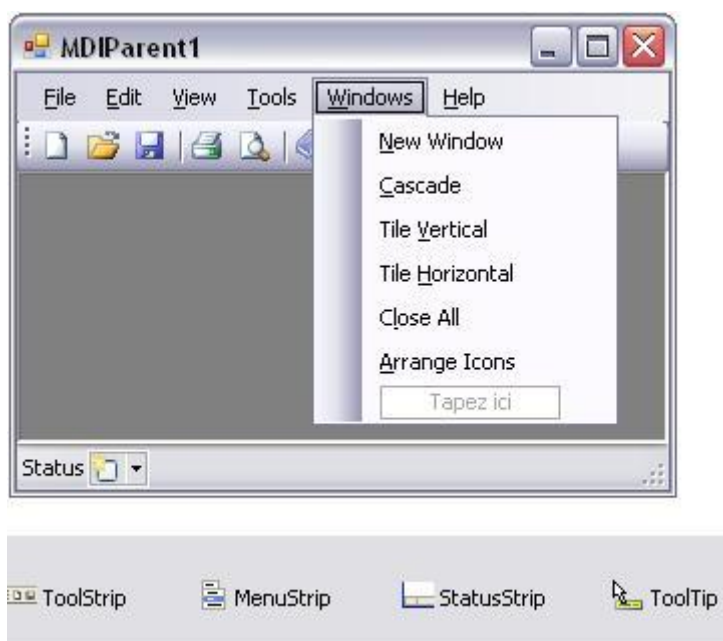 MDIParent1
File Edit View Tools Windows Help
New Window
Cascade
Tile Vertical
Tile Horizontal
Close All
Arrange Icons
Tapez ici
Status
ToolStrip MenuStrip StatusStrip ToolTip